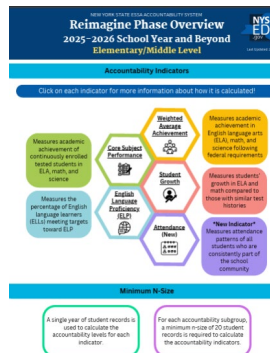 NEW YORK STATE ESSA ACCOUNTABILITY SYSTEM
Reimagine Phase Overview
2025-2026 School Year and Beyond
Elementary/Middle Level
NYS
ED
.gov
Accountability Indicators
Click on each indicator for more information about how it is calculated!
Measures academic
achievement of
continuously enrolled
tested students in
ELA, math, and
science
Core Subject
Performance
Weighted
Average
Achievement
Measures academic
achievement in
English language arts
(ELA), math, and
science following
federal requirements
Measures the
percentage of English
language learners
(ELLs) meeting targets
toward ELP
English
Language
Proficiency
(ELP)
Student
Growth
Measures students'
growth in ELA and
math compared to
those with similar test
histories
Attendance
(New)
*New Indicator*
Measures attendance
patterns of all
students who are
consistently part of
the school
community
Minimum N-Size
A single year of student records is
used to calculate the
accountability levels for each
indicator.
For each accountability subgroup,
a minimum n-size of 20 student
records is required to calculate
the accountability indicators.